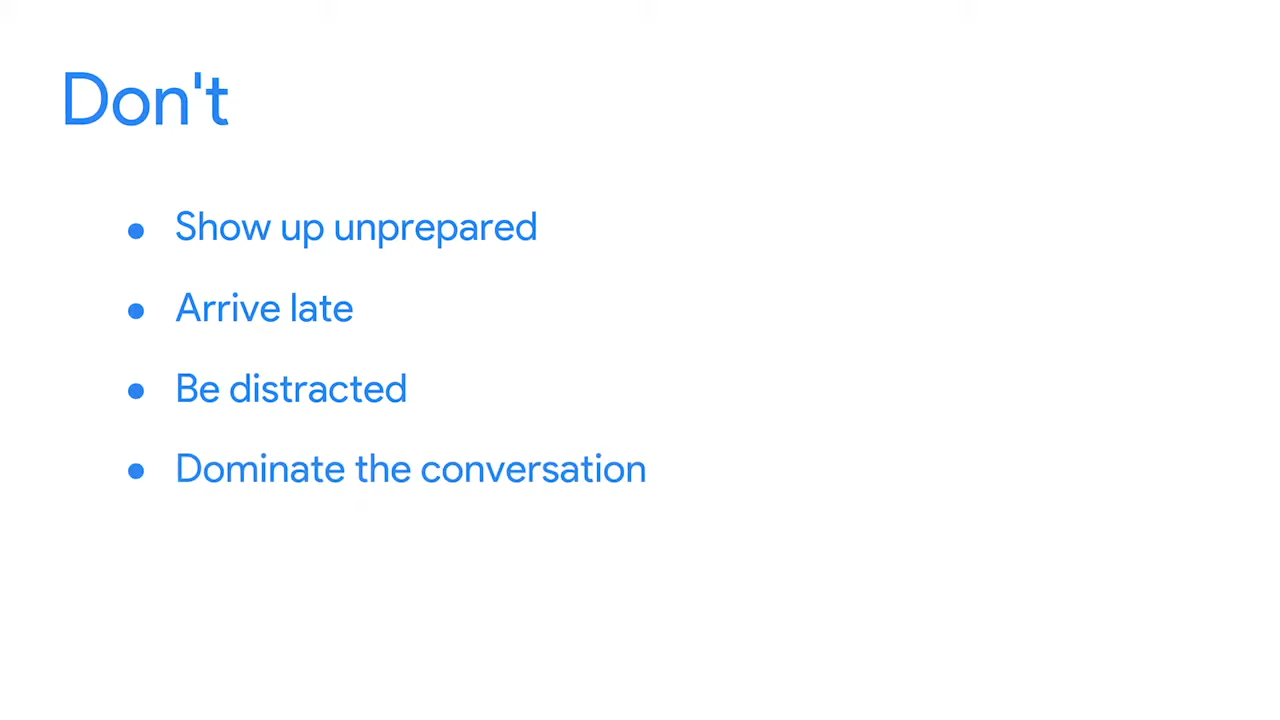 Don't
● Show up unprepared
● Arrive late
● Be distracted
● Dominate the conversation